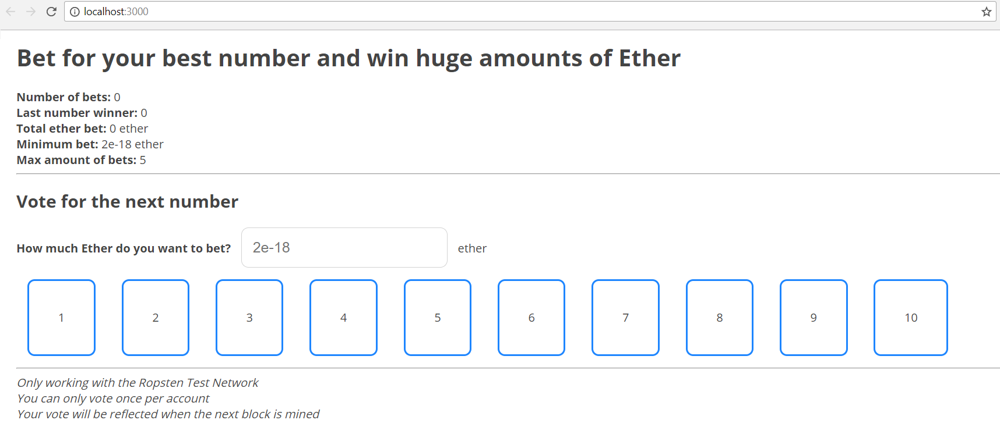 localhost:3000
Bet for your best number and win huge amounts of Ether
Number of bets: 0
Last number winner: 0
Total ether bet: 0 ether
Minimum bet: 2e-18 ether
Max amount of bets: 5
Vote for the next number
How much Ether do you want to bet? 2e-18 ether
1 2 3 4 5 6 7 8 9 10
Only working with the Ropsten Test Network
You can only vote once per account
Your vote will be reflected when the next block is mined